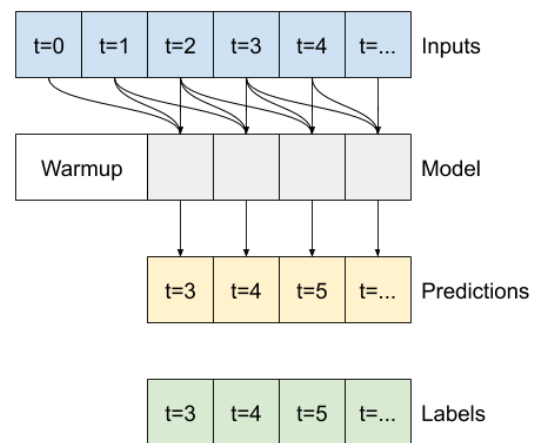 t=0 t=1 t=2 t=3 t=4 t=... Inputs
Warmup Model
t=3 t=4 t=5 t=... Predictions
t=3 t=4 t=5 t=... Labels